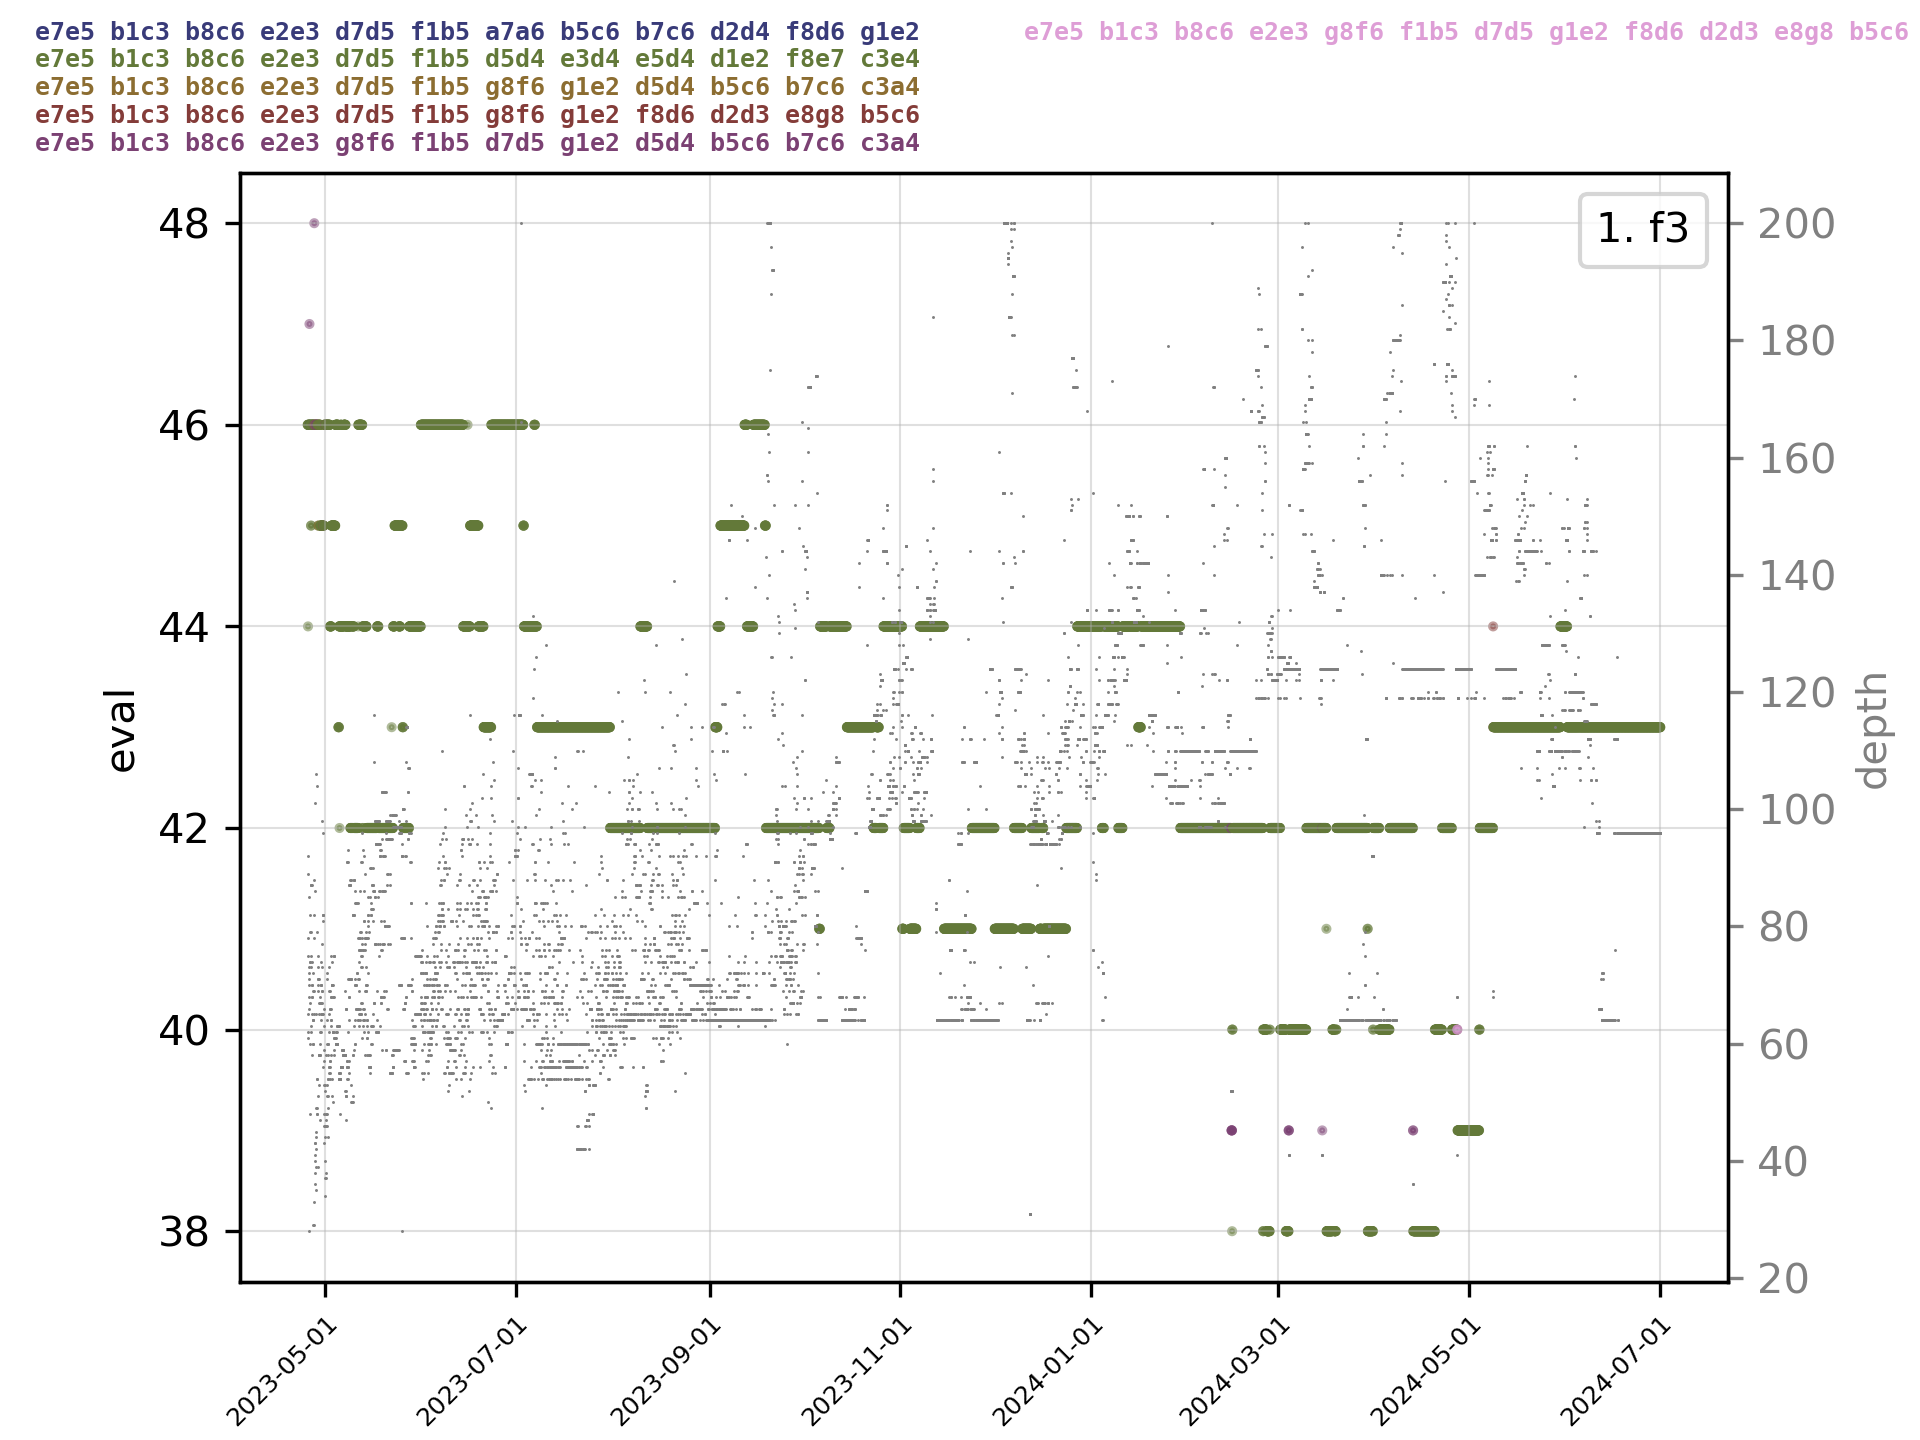 e7e5 b1c3 b8c6 e2e3 d7d5 f1b5 a7a6 b5c6 b7c6 d2d4 f8d6 g1e2
e7e5 b1c3 b8c6 e2e3 d7d5 f1b5 d5d4 e3d4 e5d4 d1e2 f8e7 c3e4
e7e5 b1c3 b8c6 e2e3 d7d5 f1b5 g8f6 g1e2 d5d4 b5c6 b7c6 c3a4
e7e5 b1c3 b8c6 e2e3 d7d5 f1b5 g8f6 g1e2 f8d6 d2d3 e8g8 b5c6
e7e5 b1c3 b8c6 e2e3 g8f6 f1b5 d7d5 g1e2 d5d4 b5c6 b7c6 c3a4
e7e5 b1c3 b8c6 e2e3 g8f6 f1b5 d7d5 g1e2 f8d6 d2d3 e8g8 b5c6
1. f3
eval
48
46
44
42
40
38
depth
200
180
160
140
120
100
80
60
40
20
2023-05-01
2023-07-01
2023-09-01
2023-11-01
2024-01-01
2024-03-01
2024-05-01
2024-07-01